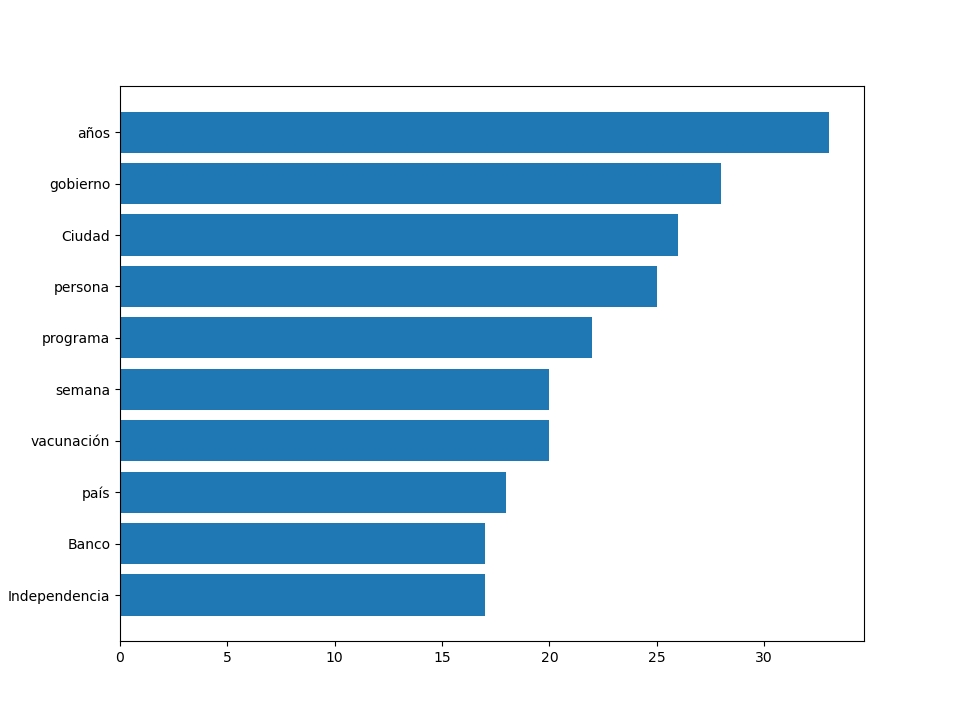 años
gobierno
Ciudad
persona
programa
semana
vacunación
país
Banco
Independencia
0 5 10 15 20 25 30